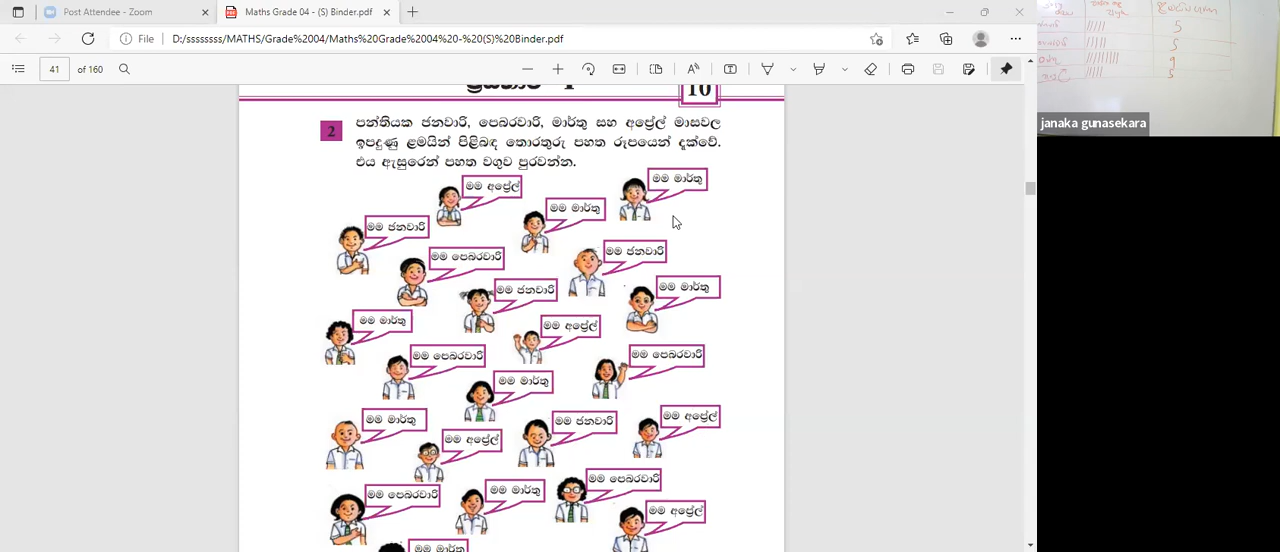 Post Attendee - Zoom
Maths Grade 04 - (S) Binder.pdf
File
D:/ssssssss/MATHS/Grade%2004/Maths%20Grade%2004%20-%20(S)%20Binder.pdf
41 of 160
10
2
පන්තියක ජනවාරි, පෙබරවාරි, මාර්තු සහ අප්‍රේල් මාසවල
ඉපදුණු ළමයින් පිළිබඳ තොරතුරු පහත රූපයෙන් දැක්වේ.
එය ඇසුරෙන් පහත වගුව පුරවන්න.
මම අප්‍රේල්
මම මාර්තු
මම මාර්තු
මම ජනවාරි
මම ජනවාරි
මම පෙබරවාරි
මම ජනවාරි
මම මාර්තු
මම මාර්තු
මම අප්‍රේල්
මම පෙබරවාරි
මම පෙබරවාරි
මම මාර්තු
මම මාර්තු
මම ජනවාරි
මම අප්‍රේල්
මම අප්‍රේල්
මම පෙබරවාරි
මම මාර්තු
මම පෙබරවාරි
මම අප්‍රේල්
මම මාර්තු
janaka gunasekara
5
5
9
5